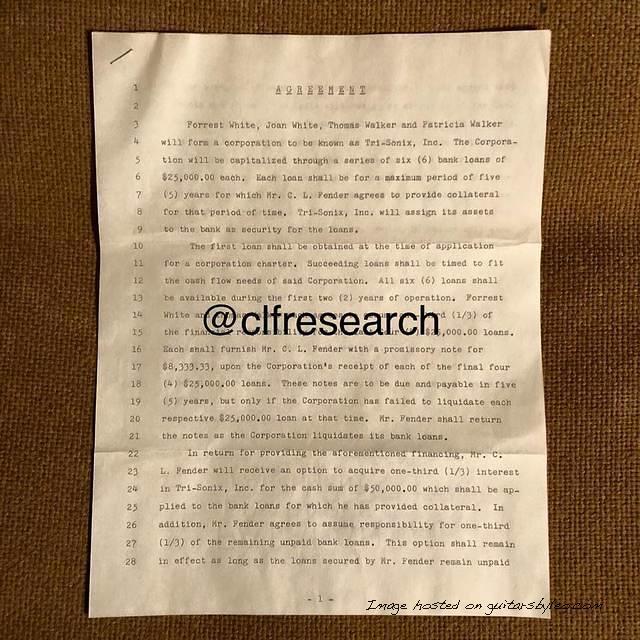 1 AGREEMENT
2
3 Forrest White, Joan White, Thomas Walker and Patricia Walker
4 will form a corporation to be known as Tri-Sonix, Inc. The Corpora-
5 tion will be capitalized through a series of six (6) bank loans of
6 $25,000.00 each. Each loan shall be for a maximum period of five
7 (5) years for which Mr. C. L. Fender agrees to provide collateral
8 for that period of time. Tri-Sonix, Inc. will assign its assets
9 to the bank as security for the loans.
10 The first loan shall be obtained at the time of application
11 for a corporation charter. Succeeding loans shall be timed to fit
12 the cash flow needs of said Corporation. All six (6) loans shall
13 be available during the first two (2) years of operation. Forrest
14 White (1/3) of
@clfresearch
15 the $25,000.00 loans.
16 Each shall furnish Mr. C. L. Fender with a promissory note for
17 $8,333.33, upon the Corporation's receipt of each of the final four
18 (4) $25,000.00 loans. These notes are to be due and payable in five
19 (5) years, but only if the Corporation has failed to liquidate each
20 respective $25,000.00 loan at that time. Mr. Fender shall return
21 the notes as the Corporation liquidates its bank loans.
22 In return for providing the aforementioned financing, Mr. C.
23 L. Fender will receive an option to acquire one-third (1/3) interest
24 in Tri-Sonix, Inc. for the cash sum of $50,000.00 which shall be ap-
25 plied to the bank loans for which he has provided collateral. In
26 addition, Mr. Fender agrees to assume responsibility for one-third
27 (1/3) of the remaining unpaid bank loans. This option shall remain
28 in effect as long as the loans secured by Mr. Fender remain unpaid
- 1 -
Image hosted on guitarsbyleo.com